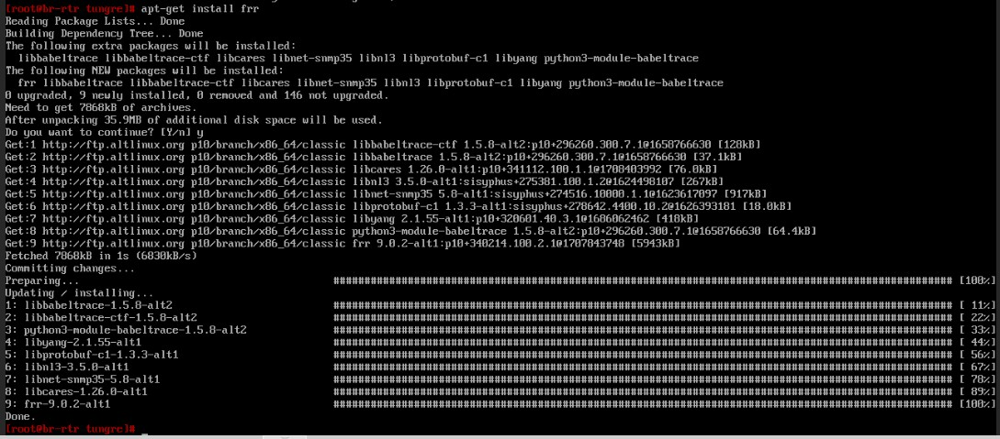 [root@br-rtr tungre]# apt-get install frr
Reading Package Lists... Done
Building Dependency Tree... Done
The following extra packages will be installed:
  libbabeltrace libbabeltrace-ctf libcares libnet-snmp35 libnl3 libprotobuf-c1 libyang python3-module-babeltrace
The following NEW packages will be installed:
  frr libbabeltrace libbabeltrace-ctf libcares libnet-snmp35 libnl3 libprotobuf-c1 libyang python3-module-babeltrace
0 upgraded, 9 newly installed, 0 removed and 146 not upgraded.
Need to get 7868kB of archives.
After unpacking 35.9MB of additional disk space will be used.
Do you want to continue? [Y/n] y
Get:1 http://ftp.altlinux.org p10/branch/x86_64/classic libbabeltrace-ctf 1.5.8-alt2:p10+296260.300.7.1@1658766630 [128kB]
Get:2 http://ftp.altlinux.org p10/branch/x86_64/classic libbabeltrace 1.5.8-alt2:p10+296260.300.7.1@1658766630 [37.1kB]
Get:3 http://ftp.altlinux.org p10/branch/x86_64/classic libcares 1.26.0-alt1:p10+341112.100.1.1@1708403992 [76.0kB]
Get:4 http://ftp.altlinux.org p10/branch/x86_64/classic libnl3 3.5.0-alt1:sisyphus+275381.100.1.2@1624498107 [267kB]
Get:5 http://ftp.altlinux.org p10/branch/x86_64/classic libnet-snmp35 5.8-alt1:sisyphus+274516.10000.1.1@1623617097 [917kB]
Get:6 http://ftp.altlinux.org p10/branch/x86_64/classic libprotobuf-c1 1.3.3-alt1:sisyphus+278642.4400.10.2@1626393181 [18.0kB]
Get:7 http://ftp.altlinux.org p10/branch/x86_64/classic libyang 2.1.55-alt1:p10+320601.40.3.1@1686062462 [418kB]
Get:8 http://ftp.altlinux.org p10/branch/x86_64/classic python3-module-babeltrace 1.5.8-alt2:p10+296260.300.7.1@1658766630 [64.4kB]
Get:9 http://ftp.altlinux.org p10/branch/x86_64/classic frr 9.0.2-alt1:p10+340214.100.2.1@1707843748 [5943kB]
Fetched 7868kB in 1s (6830kB/s)
Committing changes...
Preparing... #################################################################################################### [100%]
Updating / installing...
1: libbabeltrace-1.5.8-alt2 #################################################################################################### [ 11%]
2: libbabeltrace-ctf-1.5.8-alt2 #################################################################################################### [ 22%]
3: python3-module-babeltrace-1.5.8-alt2 #################################################################################################### [ 33%]
4: libyang-2.1.55-alt1 #################################################################################################### [ 44%]
5: libprotobuf-c1-1.3.3-alt1 #################################################################################################### [ 56%]
6: libnl3-3.5.0-alt1 #################################################################################################### [ 67%]
7: libnet-snmp35-5.8-alt1 #################################################################################################### [ 78%]
8: libcares-1.26.0-alt1 #################################################################################################### [ 89%]
9: frr-9.0.2-alt1 #################################################################################################### [100%]
Done.
[root@br-rtr tungre]# _